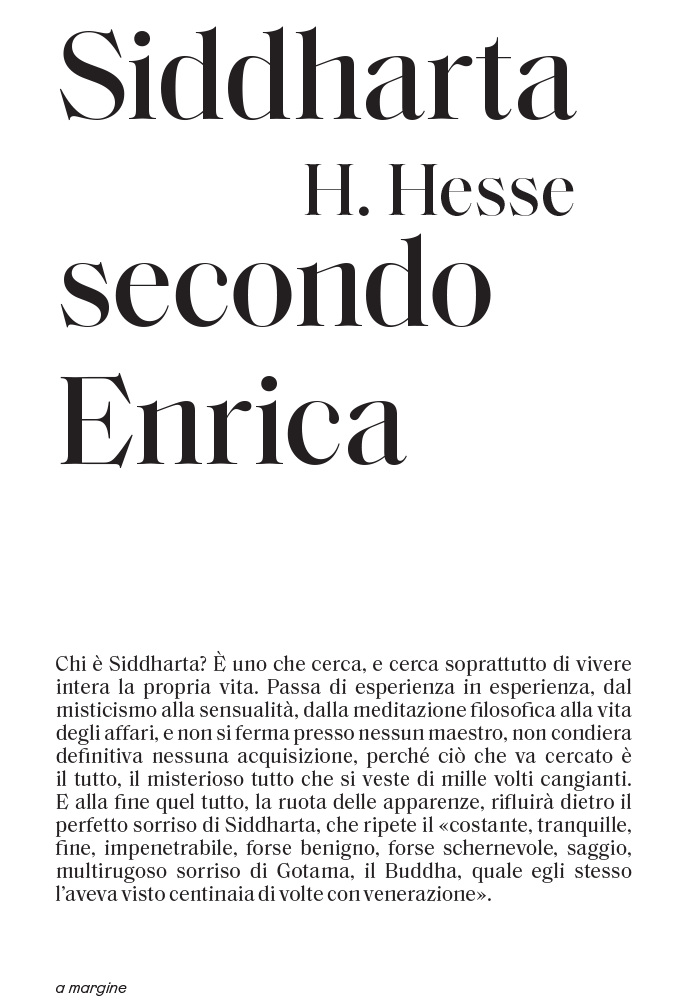 Siddharta
H. Hesse
secondo
Enrica
Chi è Siddharta? È uno che cerca, e cerca soprattutto di vivere
intera la propria vita. Passa di esperienza in esperienza, dal
misticismo alla sensualità, dalla meditazione filosofica alla vita
degli affari, e non si ferma presso nessun maestro, non condiera
definitiva nessuna acquisizione, perché ciò che va cercato è
il tutto, il misterioso tutto che si veste di mille volti cangianti.
E alla fine quel tutto, la ruota delle apparenze, rifluirà dietro il
perfetto sorriso di Siddharta, che ripete il «costante, tranquille,
fine, impenetrabile, forse benigno, forse schernevole, saggio,
multirugoso sorriso di Gotama, il Buddha, quale egli stesso
l'aveva visto centinaia di volte con venerazione».
a margine